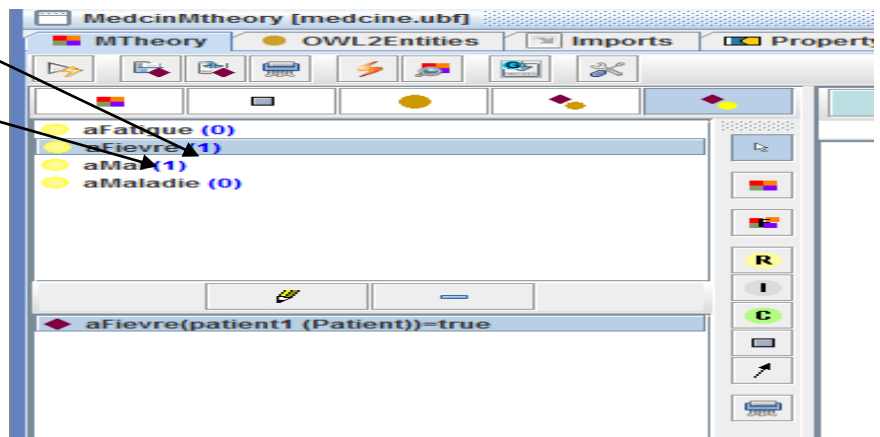 MedcinMtheory [medcine.ubf]
MTheory OWL2Entities Imports Property
aFatigue (0)
aFievre (1)
aMal (1)
aMaladie (0)
R
I
C
aFievre(patient1 (Patient))=true